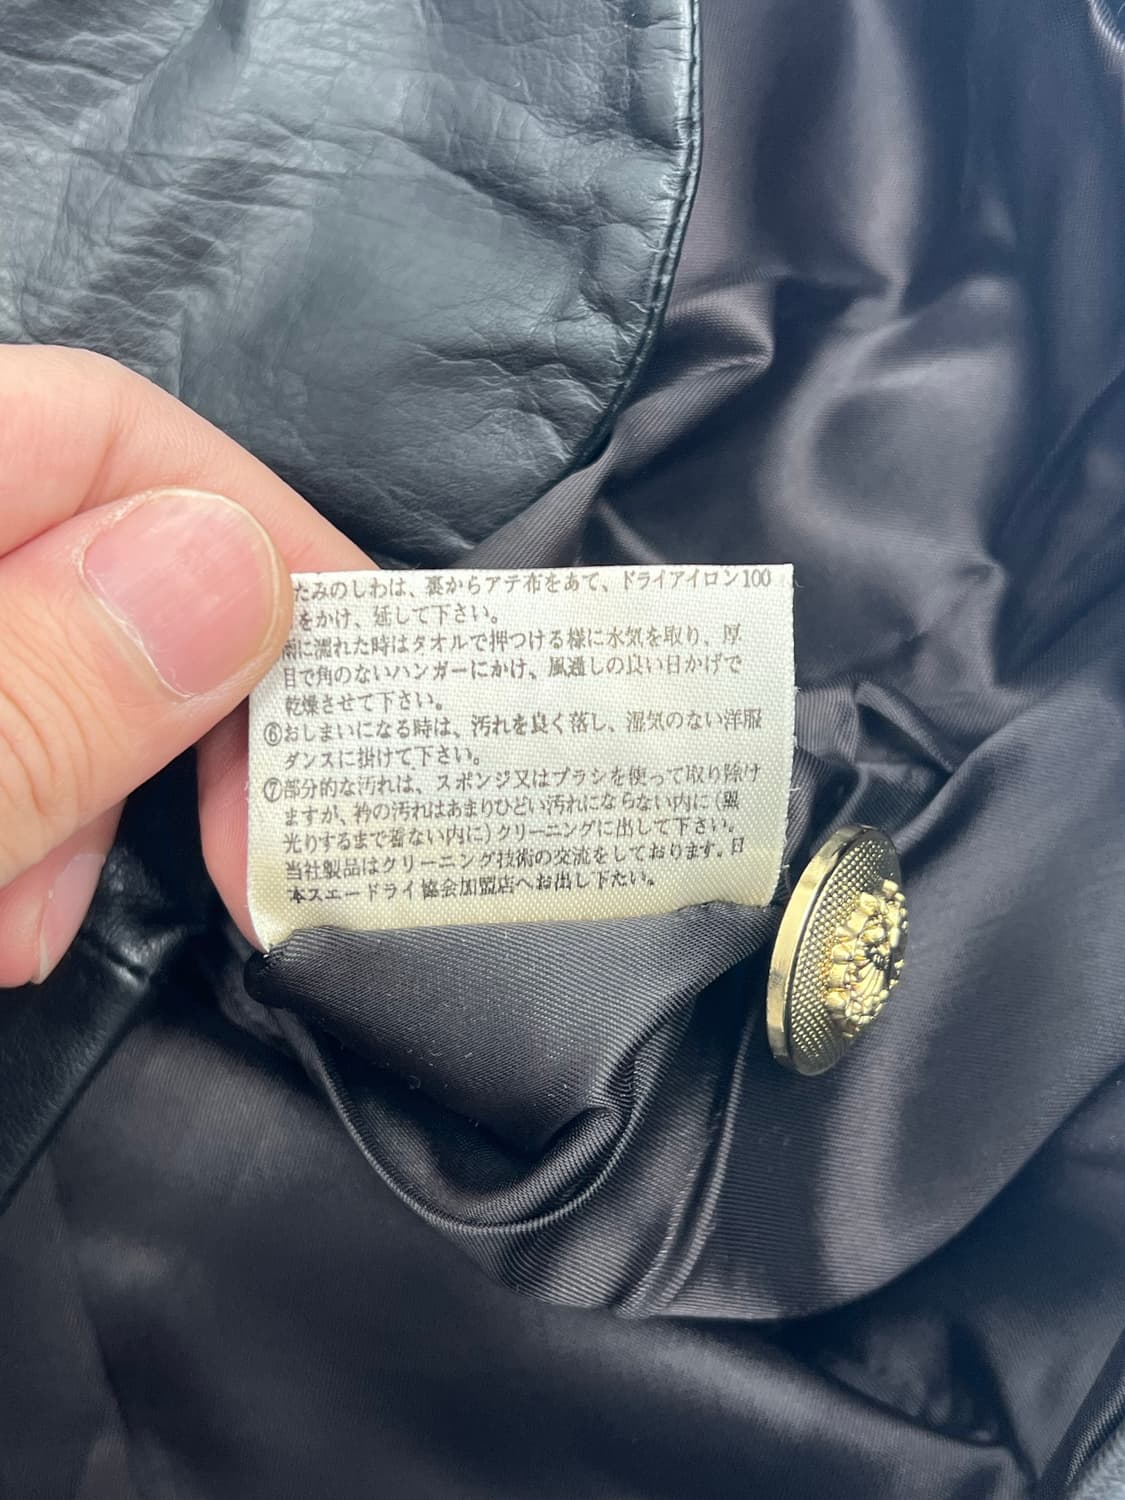 たみのしわは、裏からアテ布をあて、ドライアイロン100
をかけ、延して下さい。
雨に濡れた時はタオルで押つける様に水気を取り、厚
目で角のないハンガーにかけ、風通しの良い日かげで
乾燥させて下さい。
⑥おしまいになる時は、汚れを良く落し、湿気のない洋服
ダンスに掛けて下さい。
⑦部分的な汚れは、スポンジ又はブラシを使って取り除け
ますが、衿の汚れはあまりひどい汚れにならない内に(黒
光りするまで着ない内に)クリーニングに出して下さい。
当社製品はクリーニング技術の交流をしております。日
本スエードライ協会加盟店へお出し下たい。